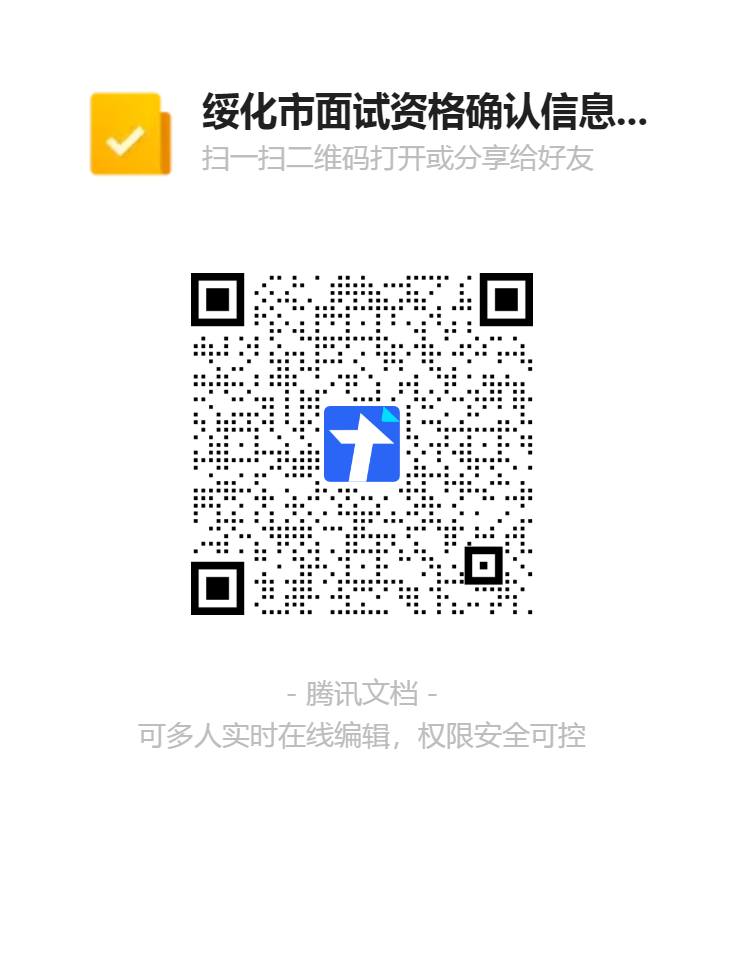 绥化市面试资格确认信息...
扫一扫二维码打开或分享给好友
- 腾讯文档 -
可多人实时在线编辑，权限安全可控